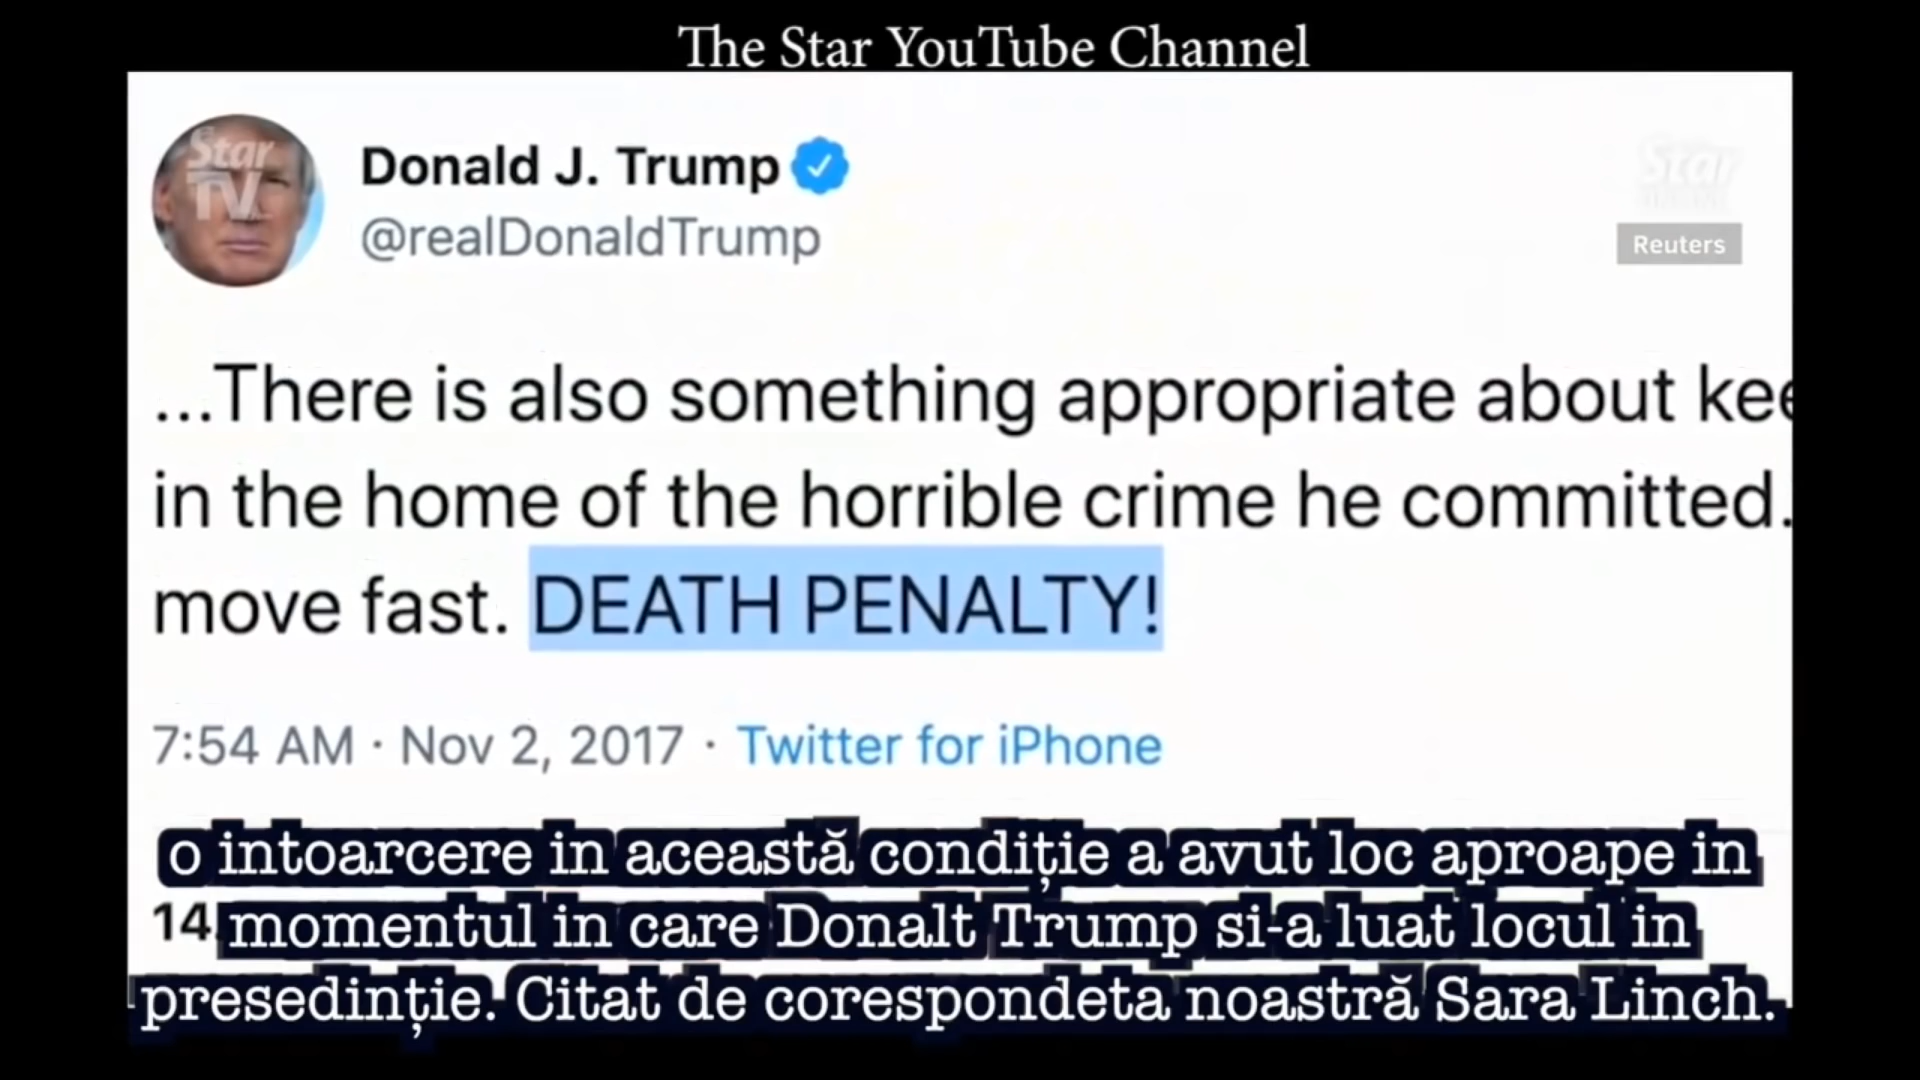 The Star YouTube Channel
Star
TV
Donald J. Trump
@realDonaldTrump
Star
Reuters
...There is also something appropriate about kee
in the home of the horrible crime he committed.
move fast. DEATH PENALTY!
7:54 AM · Nov 2, 2017 · Twitter for iPhone
o intoarcere in această condiție a avut loc aproape in
14
momentul in care Donalt Trump si-a luat locul in
presedinție. Citat de corespondeta noastră Sara Linch.